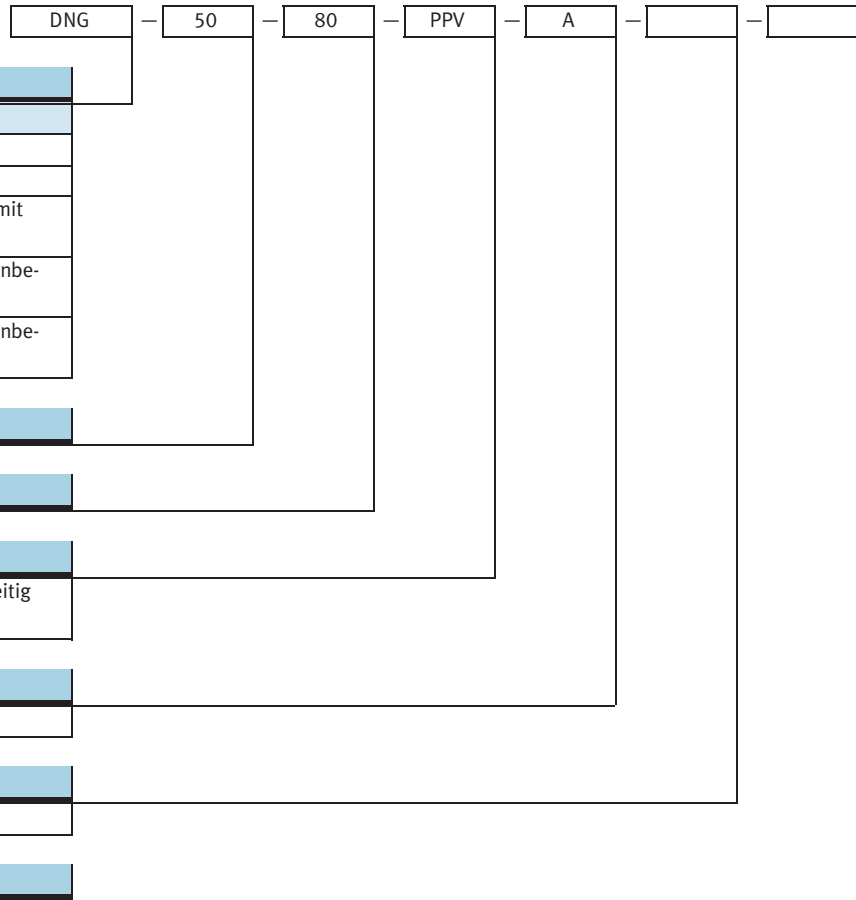 DNG — 50 — 80 — PPV — A — —
mit
nbe-
nbe-
eitig